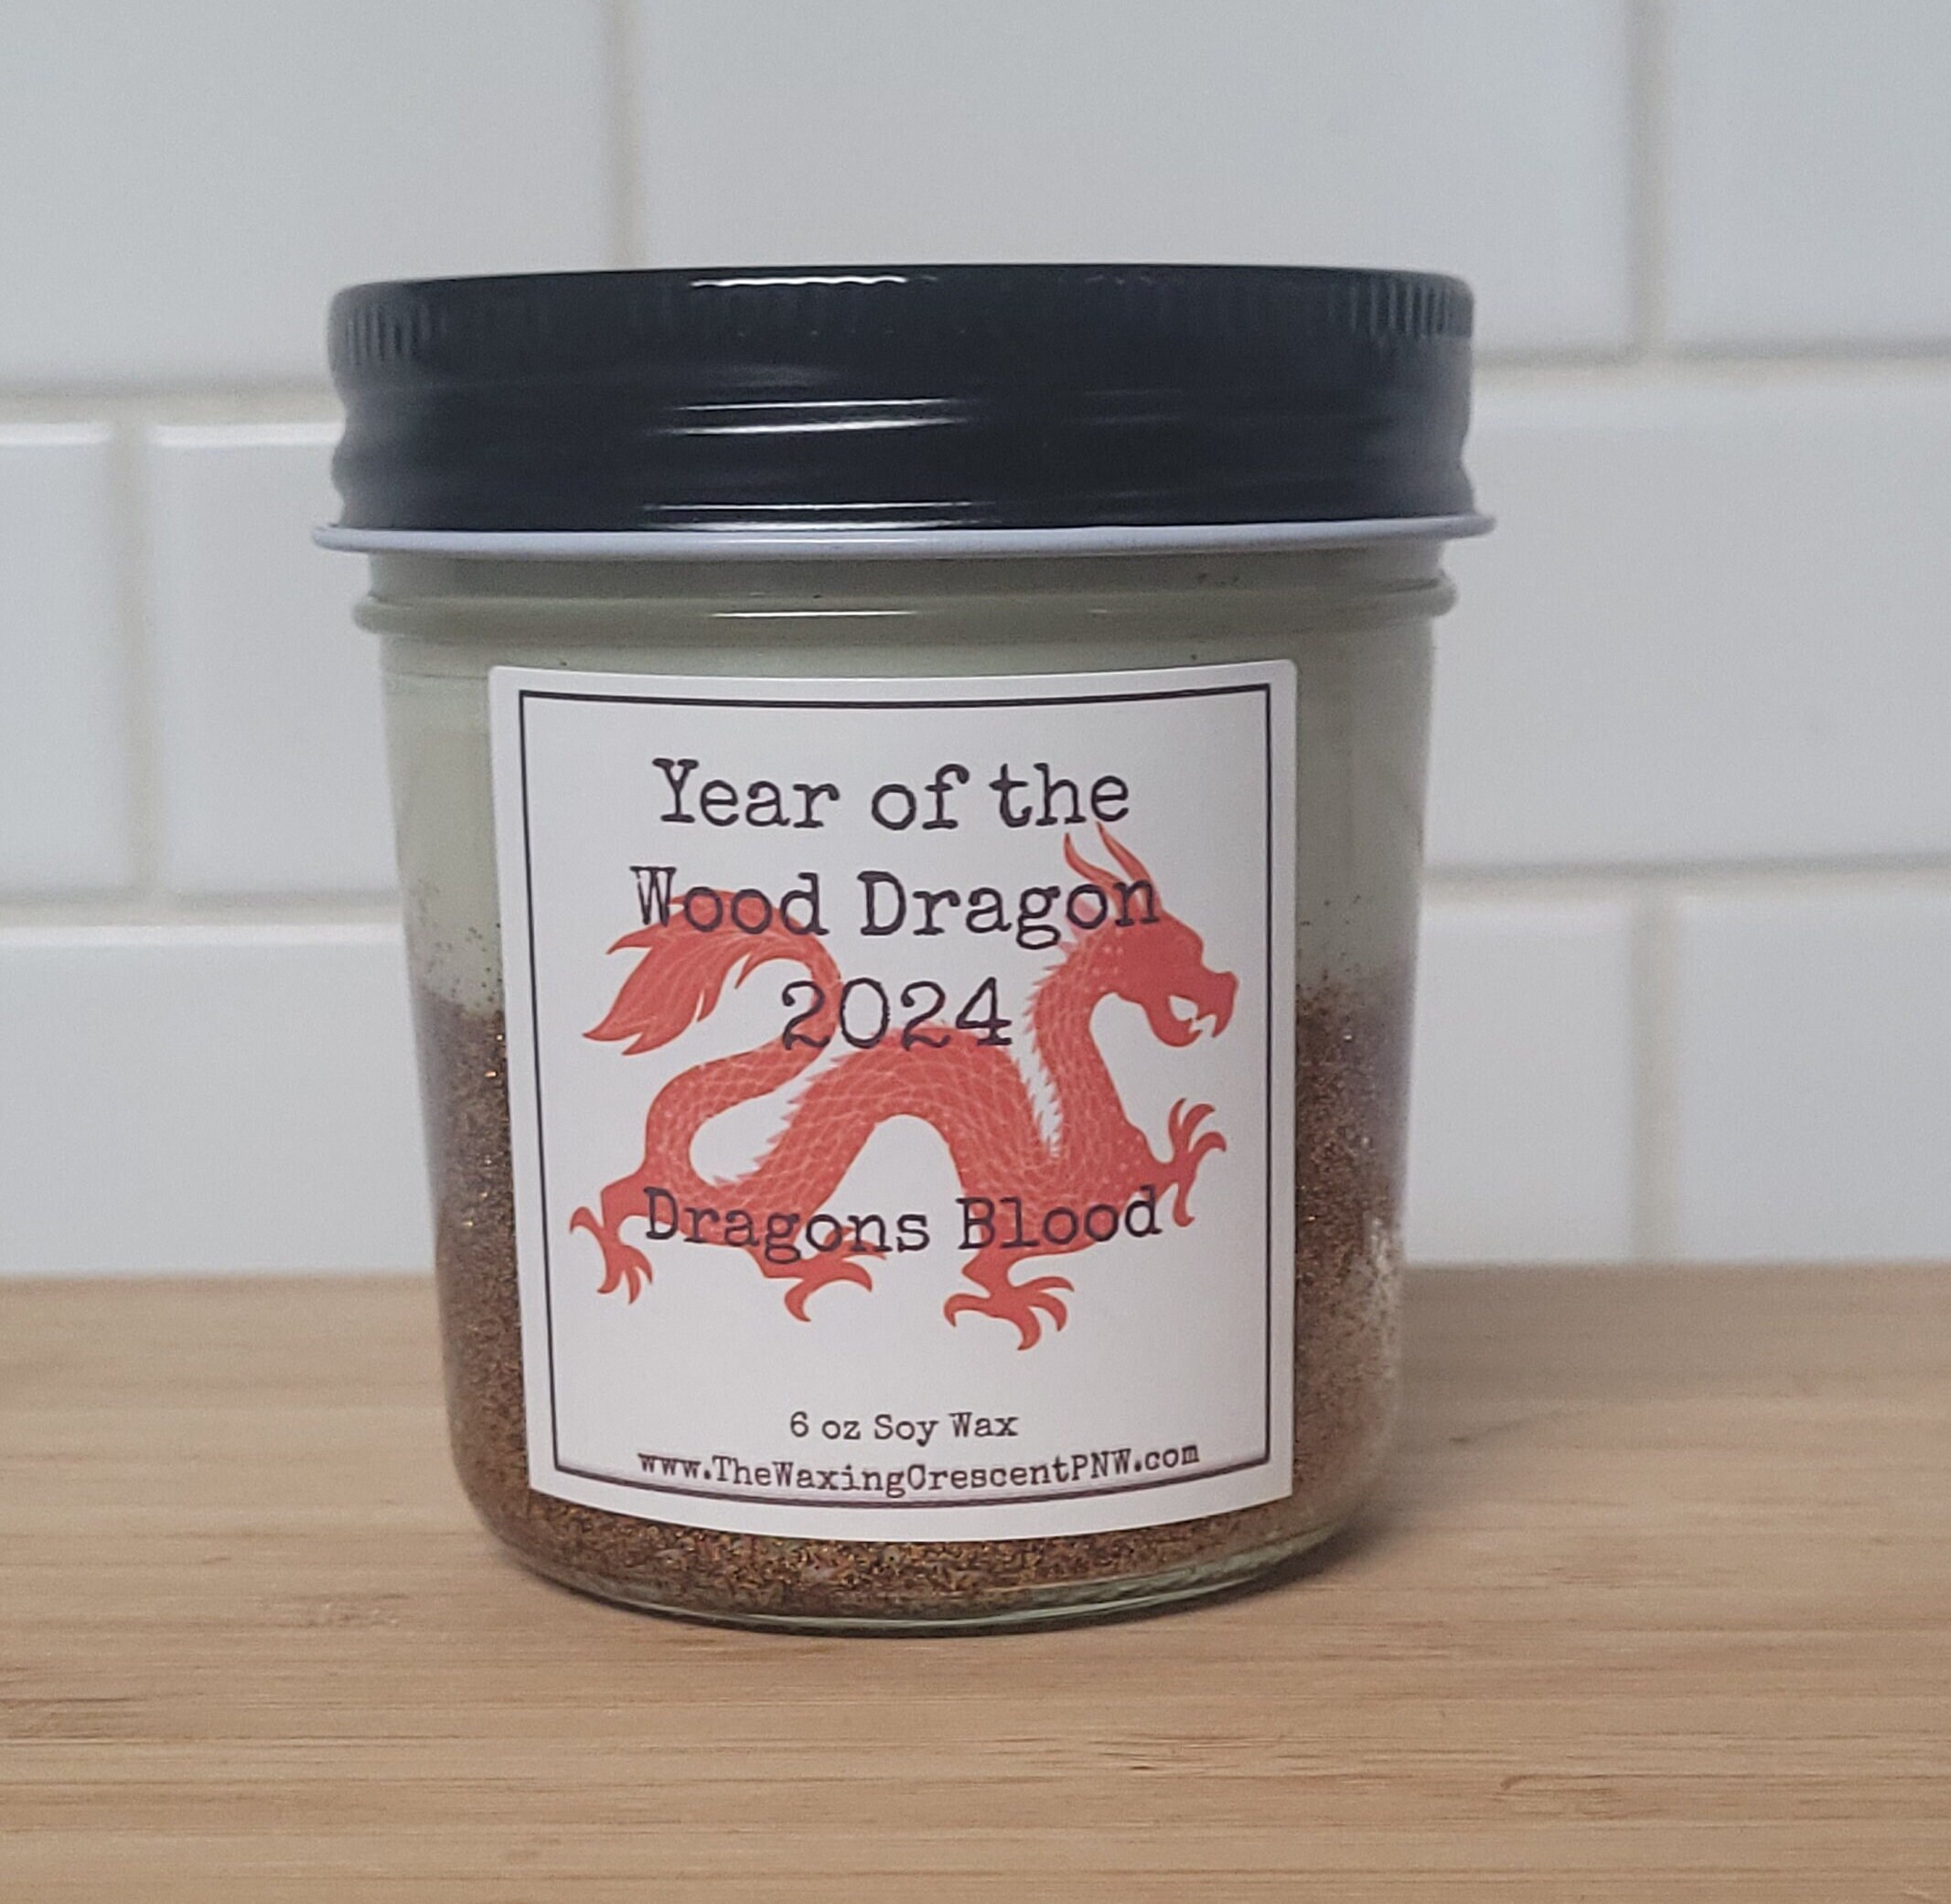 Year of the
Wood Dragon
2024
Dragons Blood
6 oz Soy Wax
www.TheWaxingCrescentPNW.com